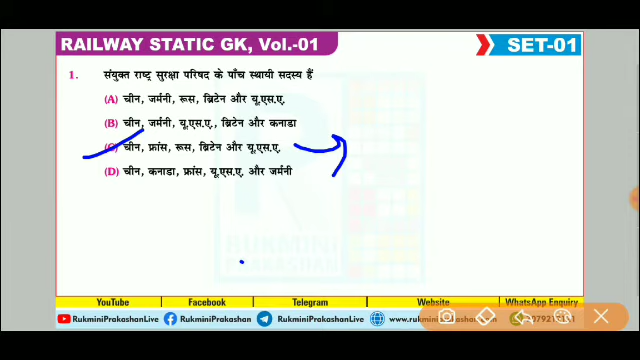 RAILWAY STATIC GK, Vol.-01
SET-01
1. संयुक्त राष्ट्र सुरक्षा परिषद के पाँच स्थायी सदस्य हैं
(A) चीन, जर्मनी, रूस, ब्रिटेन और यू.एस.ए.
(B) चीन, जर्मनी, यू.एस.ए., ब्रिटेन और कनाडा
(C) चीन, फ्रांस, रूस, ब्रिटेन और यू.एस.ए.
(D) चीन, कनाडा, फ्रांस, यू.एस.ए. और जर्मनी
RUKMINI
PRAKASHAN
YouTube Facebook Telegram Website WhatsApp Enquiry
RukminiPrakashanLive RukminiPrakashan RukminiPrakashanLive